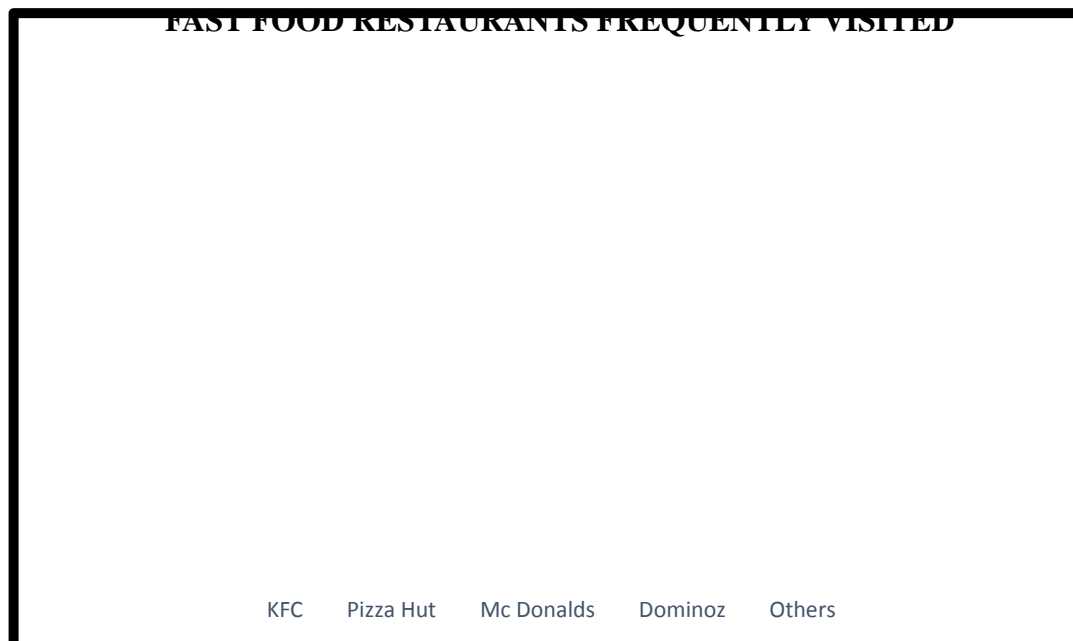 FAST FOOD RESTAURANTS FREQUENTLY VISITED
KFC Pizza Hut Mc Donalds Dominoz Others